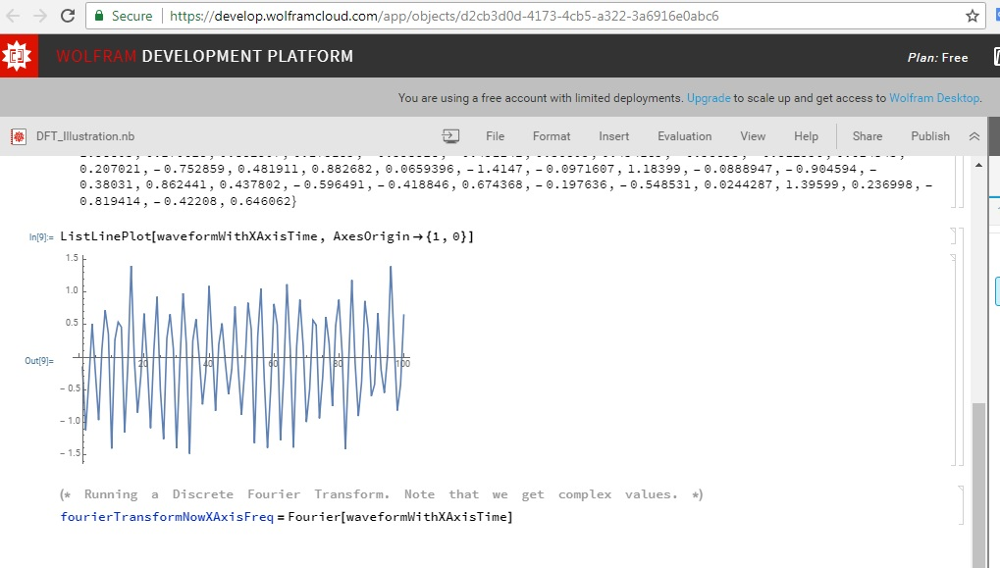 Secure https://develop.wolframcloud.com/app/objects/d2cb3d0d-4173-4cb5-a322-3a6916e0abc6
WOLFRAM DEVELOPMENT PLATFORM Plan: Free
You are using a free account with limited deployments. Upgrade to scale up and get access to Wolfram Desktop.
DFT_Illustration.nb File Format Insert Evaluation View Help Share Publish
0.207021, -0.752859, 0.481911, 0.882682, 0.0659396, -1.4147, -0.0971607, 1.18399, -0.0888947, -0.904594, -
0.38031, 0.862441, 0.437802, -0.596491, -0.418846, 0.674368, -0.197636, -0.548531, 0.0244287, 1.39599, 0.236998, -
0.819414, -0.42208, 0.646062}
In[9]:= ListLinePlot[waveformWithXAxisTime, AxesOrigin→{1, 0}]
1.5
1.0
0.5
Out[9]= 20 40 60 80 100
-0.5
-1.0
-1.5
(* Running a Discrete Fourier Transform. Note that we get complex values. *)
fourierTransformNowXAxisFreq = Fourier[waveformWithXAxisTime]